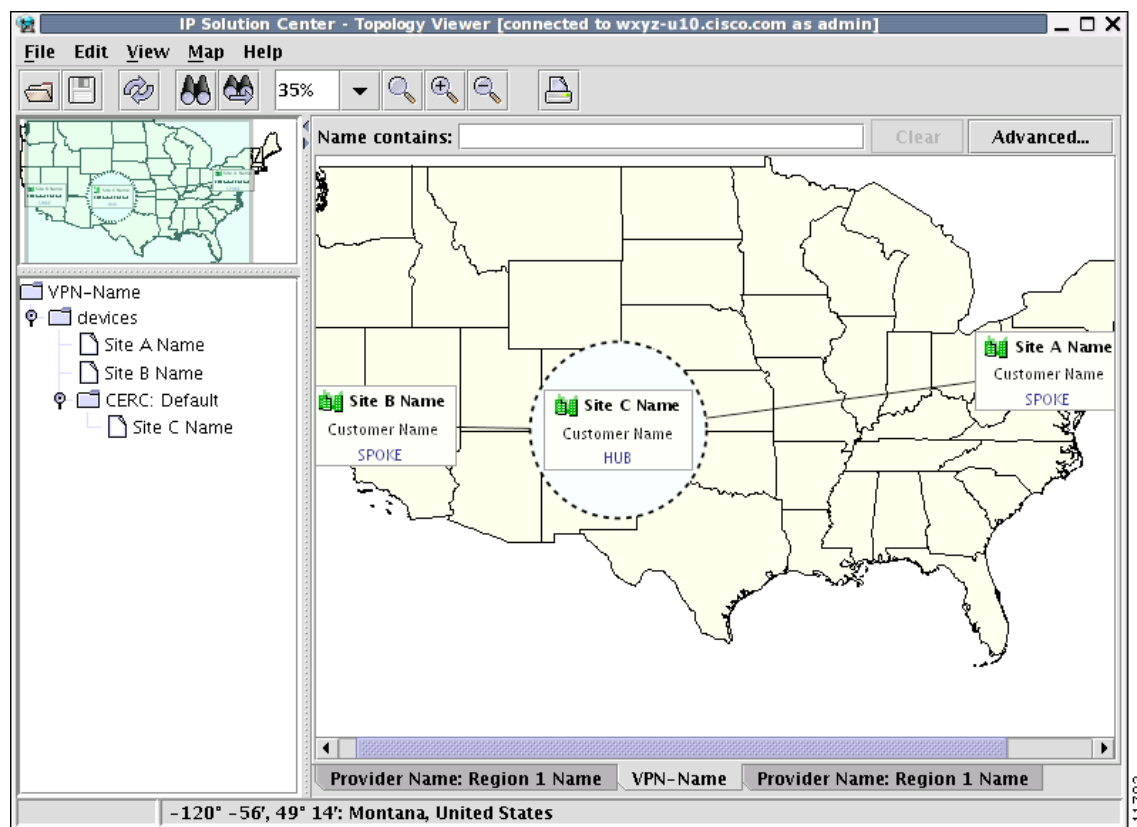 IP Solution Center - Topology Viewer [connected to wxyz-u10.cisco.com as admin]
File Edit View Map Help
35%
Name contains:
Clear
Advanced...
VPN-Name
devices
Site A Name
Site B Name
CERC: Default
Site C Name
Site B Name
Customer Name
SPOKE
Site C Name
Customer Name
HUB
Site A Name
Customer Name
SPOKE
Provider Name: Region 1 Name
VPN-Name
Provider Name: Region 1 Name
-120° -56', 49° 14': Montana, United States